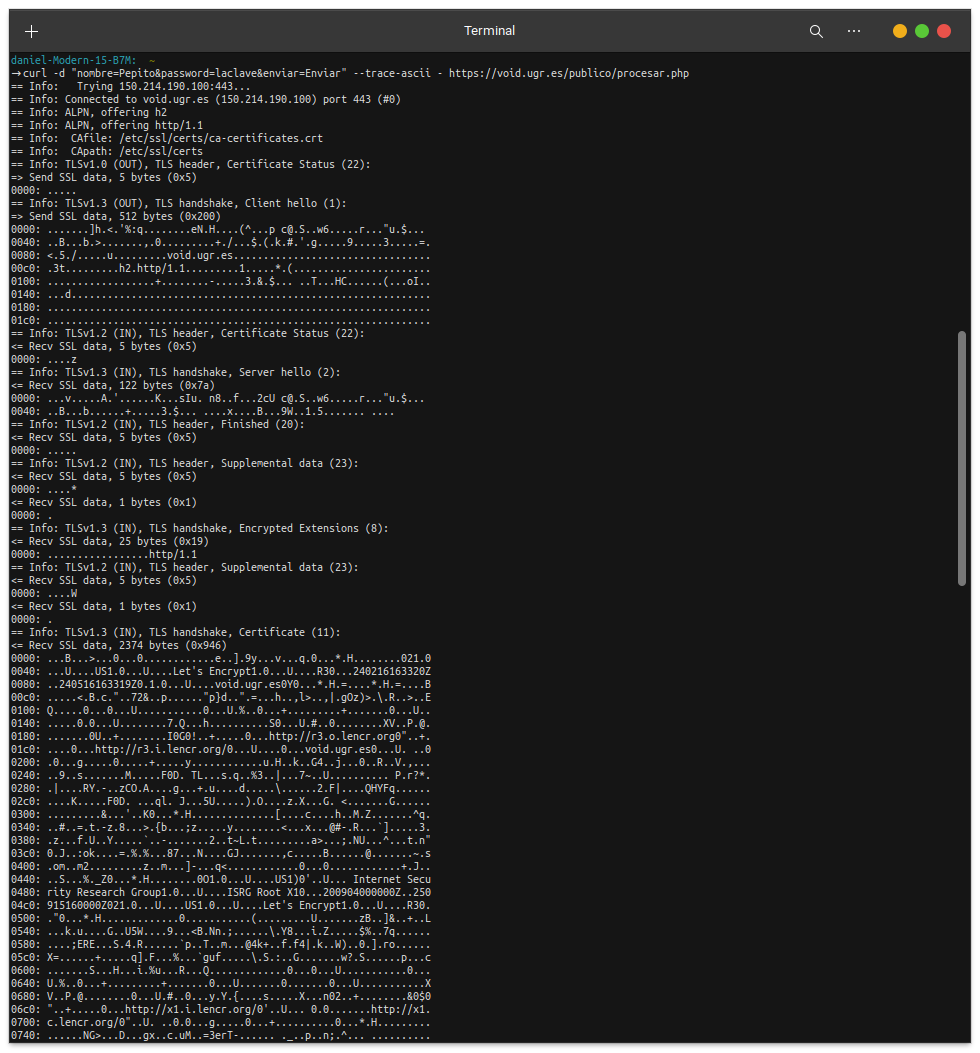 Terminal
daniel-Modern-15-B7M:  ~
→curl -d "nombre=Pepito&password=laclave&enviar=Enviar" --trace-ascii - https://void.ugr.es/publico/procesar.php
== Info:   Trying 150.214.190.100:443...
== Info: Connected to void.ugr.es (150.214.190.100) port 443 (#0)
== Info: ALPN, offering h2
== Info: ALPN, offering http/1.1
== Info:  CAfile: /etc/ssl/certs/ca-certificates.crt
== Info:  CApath: /etc/ssl/certs
== Info: TLSv1.0 (OUT), TLS header, Certificate Status (22):
=> Send SSL data, 5 bytes (0x5)
0000: .....
== Info: TLSv1.3 (OUT), TLS handshake, Client hello (1):
=> Send SSL data, 512 bytes (0x200)
0000: .......]h.<.'%:q........eN.H....(^...p c@.S..w6.....r..."u.$...
0040: ..B...b.>.......,.0.........+./...$.(.k.#.'.g.....9.....3.....=.
0080: <.5./.....u.........void.ugr.es.................................
00c0: .3t.........h2.http/1.1.........1.....*.(.......................
0100: ..................+........-.....3.&.$... ..T...HC......(...oI..
0140: ...d............................................................
0180: ................................................................
01c0: ................................................................
== Info: TLSv1.2 (IN), TLS header, Certificate Status (22):
<= Recv SSL data, 5 bytes (0x5)
0000: ....z
== Info: TLSv1.3 (IN), TLS handshake, Server hello (2):
<= Recv SSL data, 122 bytes (0x7a)
0000: ...v.....A.'......K...sIu. n8..f...2cU c@.S..w6.....r..."u.$...
0040: ..B...b......+.....3.$... ....x....B...9W..1.5....... ....
== Info: TLSv1.2 (IN), TLS header, Finished (20):
<= Recv SSL data, 5 bytes (0x5)
0000: .....
== Info: TLSv1.2 (IN), TLS header, Supplemental data (23):
<= Recv SSL data, 5 bytes (0x5)
0000: ....*
<= Recv SSL data, 1 bytes (0x1)
0000: .
== Info: TLSv1.3 (IN), TLS handshake, Encrypted Extensions (8):
<= Recv SSL data, 25 bytes (0x19)
0000: .................http/1.1
== Info: TLSv1.2 (IN), TLS header, Supplemental data (23):
<= Recv SSL data, 5 bytes (0x5)
0000: ....W
<= Recv SSL data, 1 bytes (0x1)
0000: .
== Info: TLSv1.3 (IN), TLS handshake, Certificate (11):
<= Recv SSL data, 2374 bytes (0x946)
0000: ...B...>...0...0............e..].9y...v...q.0...*.H........021.0
0040: ...U....US1.0...U....Let's Encrypt1.0...U....R30...240216163320Z
0080: ..240516163319Z0.1.0...U....void.ugr.es0Y0...*.H.=....*.H.=....B
00c0: .....<.B.c."..72&..p......"p}d..".=...h..,l>..,|.gOz)>.\.R..>..E
0100: Q.....0...0...U...........0...U.%..0...+.........+.......0...U..
0140: .....0.0...U........7.Q...h..........S0...U.#..0........XV..P.@.
0180: ........0U..+........I0G0!..+.....0...http://r3.o.lencr.org0"..+.
01c0: ....0...http://r3.i.lencr.org/0...U....0...void.ugr.es0...U. ..0
0200: .0...g.....0.....+.....y............u.H..k..G4..j...0..R..V.,...
0240: ..9..s.......M.....F0D. TL...s.q..%3..|...7~..U.......... P.r?*.
0280: .|....RY.-..zCO.A....g...+.u....d.....\......2.F|....QHYFq......
02c0: ....K.....F0D. ...ql. J...5U.....).O....z.X...G. <.......G......
0300: .........&...'..K0...*.H.............[....c....h..M.Z.......^q.
0340: ..#..=.t.-z.8...>.{b...;z.....y........<...x...@#-.R...`].....3.
0380: .z...f.U..Y.....`..-.......2..t~L.t.........a>...;.NU...^...t.n"
03c0: 0.J..:ok....=.%.%...87...N....GJ.......,c.....B......@.......~.s
0400: .om..m2.........z..m...]-...q<.............0...0............+.J..
0440: ..S...%._Z0...*.H........0O1.0...U....US1)0'..U... Internet Secu
0480: rity Research Group1.0...U....ISRG Root X10...200904000000Z..250
04c0: 915160000Z021.0...U....US1.0...U....Let's Encrypt1.0...U....R30.
0500: ."0...*.H.............0............(.........U.......zB..]&..+..L
0540: ...k.u....G..U5W....9...<B.Nn.;......\.Y8...i.Z.....$%..7q......
0580: ....;ERE...S.4.R......`p..T..m...@4k+..f.f4|.k..W)..0.].ro......
05c0: X=......+.....q].F...%...`guf.....\.S.:..G.......w?.S......p...c
0600: .......S...H...i.%u...R...Q.............0...0...U...........0...
0640: U.%..0...+.........+.......0...U.......0.......0...U...........X
0680: V..P.@........0...U.#..0...y.Y.{....s.....X...n02..+........&0$0
06c0: "..+.....0...http://x1.i.lencr.org/0'..U... 0.0.......http://x1.
0700: c.lencr.org/0"..U. ..0.0...g.....0...+..........0...*.H.........
0740: ......NG>...D...gx..c.uM..=3erT-...... ._..p..n;.^... ..........